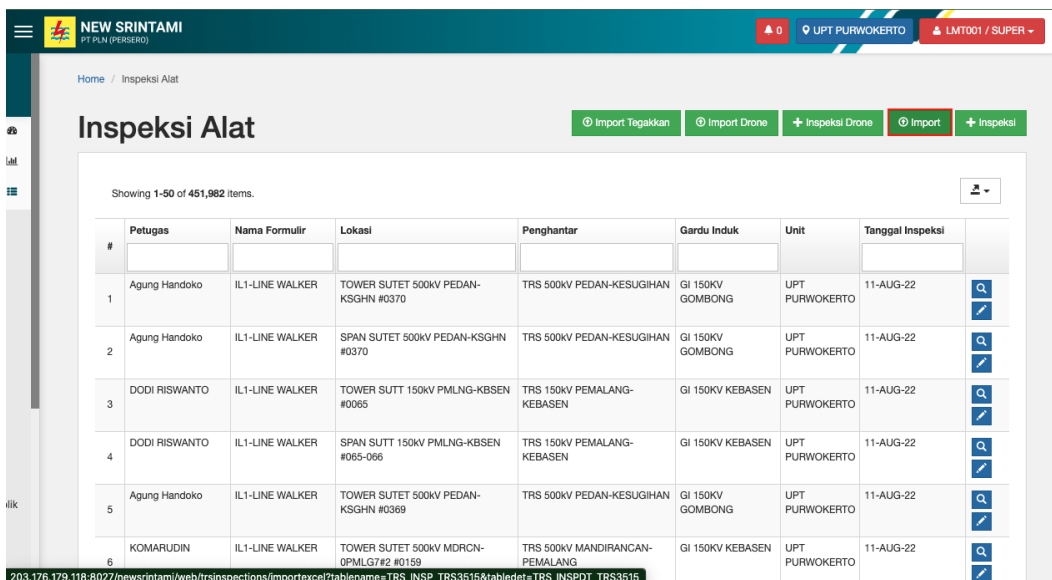 NEW SRINTAMI
PT PLN (PERSERO)
0
UPT PURWOKERTO
LMT001 / SUPER
Home / Inspeksi Alat
Inspeksi Alat
Import Tegakkan
Import Drone
+ Inspeksi Drone
Import
+ Inspeksi
Showing 1-50 of 451,982 items.
# Petugas Nama Formulir Lokasi Penghantar Gardu Induk Unit Tanggal Inspeksi
1 Agung Handoko IL1-LINE WALKER TOWER SUTET 500kV PEDAN- TRS 500kV PEDAN-KESUGIHAN GI 150KV UPT 11-AUG-22
KSGHN #0370 GOMBONG PURWOKERTO
2 Agung Handoko IL1-LINE WALKER SPAN SUTET 500kV PEDAN-KSGHN TRS 500kV PEDAN-KESUGIHAN GI 150KV UPT 11-AUG-22
#0370 GOMBONG PURWOKERTO
3 DODI RISWANTO IL1-LINE WALKER TOWER SUTT 150kV PMLNG-KBSEN TRS 150kV PEMALANG- GI 150KV KEBASEN UPT 11-AUG-22
#0065 KEBASEN PURWOKERTO
4 DODI RISWANTO IL1-LINE WALKER SPAN SUTT 150kV PMLNG-KBSEN TRS 150kV PEMALANG- GI 150KV KEBASEN UPT 11-AUG-22
#065-066 KEBASEN PURWOKERTO
5 Agung Handoko IL1-LINE WALKER TOWER SUTET 500kV PEDAN- TRS 500kV PEDAN-KESUGIHAN GI 150KV UPT 11-AUG-22
KSGHN #0369 GOMBONG PURWOKERTO
6 KOMARUDIN IL1-LINE WALKER TOWER SUTET 500kV MDRCN- TRS 500kV MANDIRANCAN- GI 150KV KEBASEN UPT 11-AUG-22
0PMLG7#2 #0159 PEMALANG PURWOKERTO
203.176.179.118:8027/newsrintami/web/trsinspections/importexcel?tablename=TRS_INSP_TRS3515&tabledet=TRS_INSPDT_TRS3515